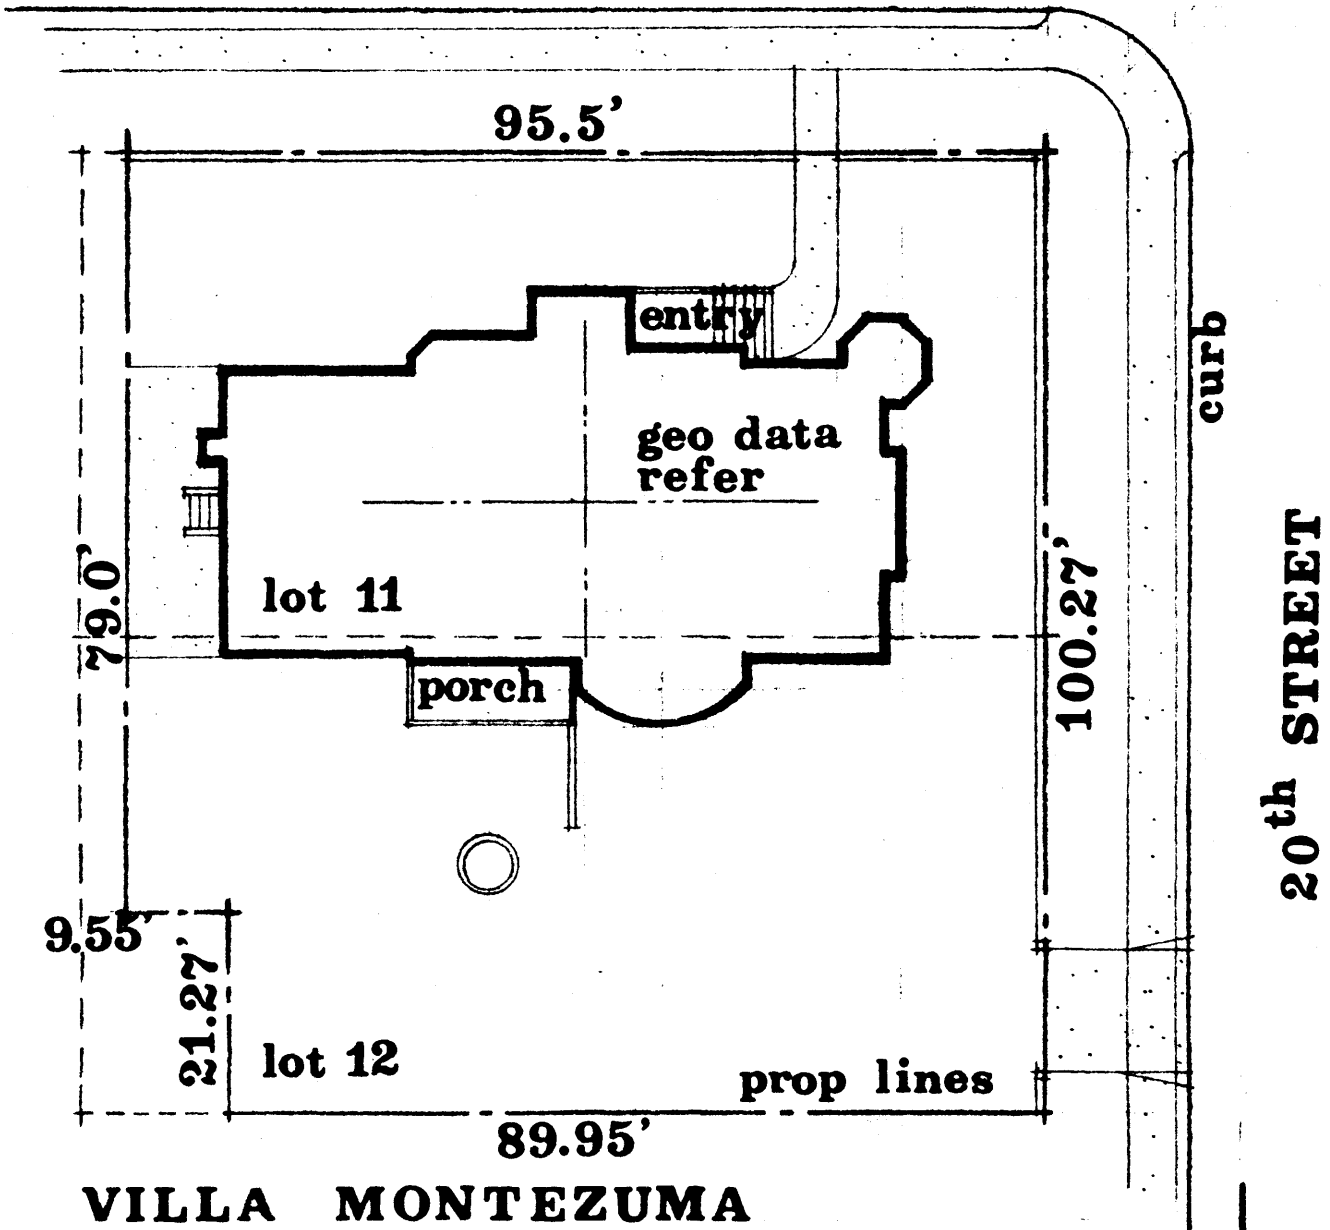 95.5'
entry
curb
geo data
refer
79.0'
lot 11
100.27'
20th STREET
porch
9.55'
21.27'
lot 12
prop lines
89.95'
VILLA MONTEZUMA